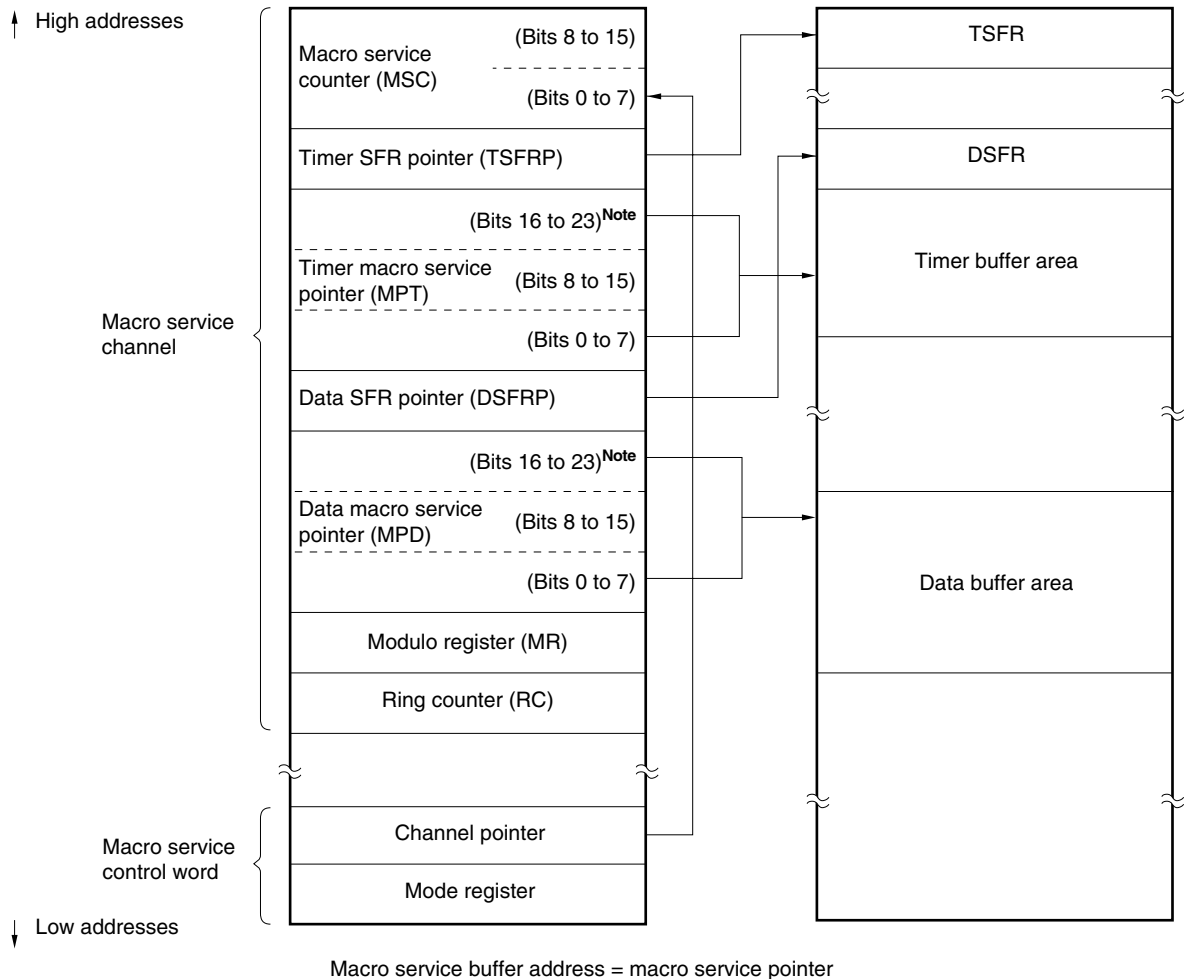 High addresses
Macro service
counter (MSC)
(Bits 8 to 15)
(Bits 0 to 7)
Timer SFR pointer (TSFRP)
(Bits 16 to 23)Note
Timer macro service
pointer (MPT)
(Bits 8 to 15)
(Bits 0 to 7)
Data SFR pointer (DSFRP)
(Bits 16 to 23)Note
Data macro service
pointer (MPD)
(Bits 8 to 15)
(Bits 0 to 7)
Modulo register (MR)
Ring counter (RC)
Channel pointer
Mode register
Macro service
channel
Macro service
control word
Low addresses
TSFR
DSFR
Timer buffer area
Data buffer area
Macro service buffer address = macro service pointer